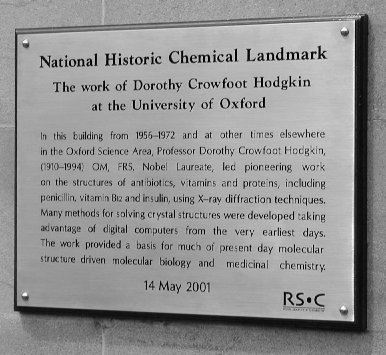 National Historic Chemical Landmark
The work of Dorothy Crowfoot Hodgkin
at the University of Oxford
In this building from 1956–1972 and at other times elsewhere
in the Oxford Science Area, Professor Dorothy Crowfoot Hodgkin,
(1910–1994) OM, FRS, Nobel Laureate, led pioneering work
on the structures of antibiotics, vitamins and proteins, including
penicillin, vitamin B12 and insulin, using X–ray diffraction techniques.
Many methods for solving crystal structures were developed taking
advantage of digital computers from the very earliest days.
The work provided a basis for much of present day molecular
structure driven molecular biology and medicinal chemistry.
14 May 2001
RS•C